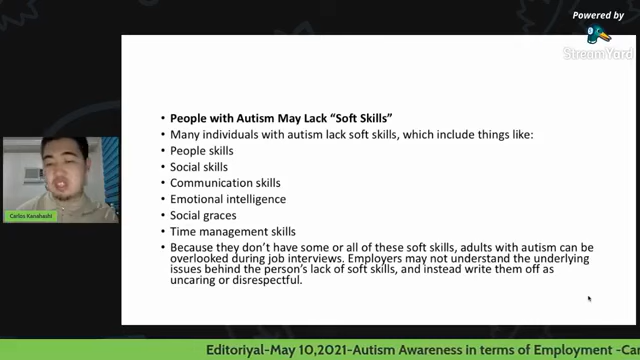 Powered by
StreamYard
• People with Autism May Lack “Soft Skills”
• Many individuals with autism lack soft skills, which include things like:
• People skills
• Social skills
• Communication skills
• Emotional intelligence
• Social graces
• Time management skills
• Because they don’t have some or all of these soft skills, adults with autism can be
overlooked during job interviews. Employers may not understand the underlying
issues behind the person’s lack of soft skills, and instead write them off as
uncaring or disrespectful.
Carlos Kanahashi
Editoriyal-May 10,2021-Autism Awareness in terms of Employment -Ca